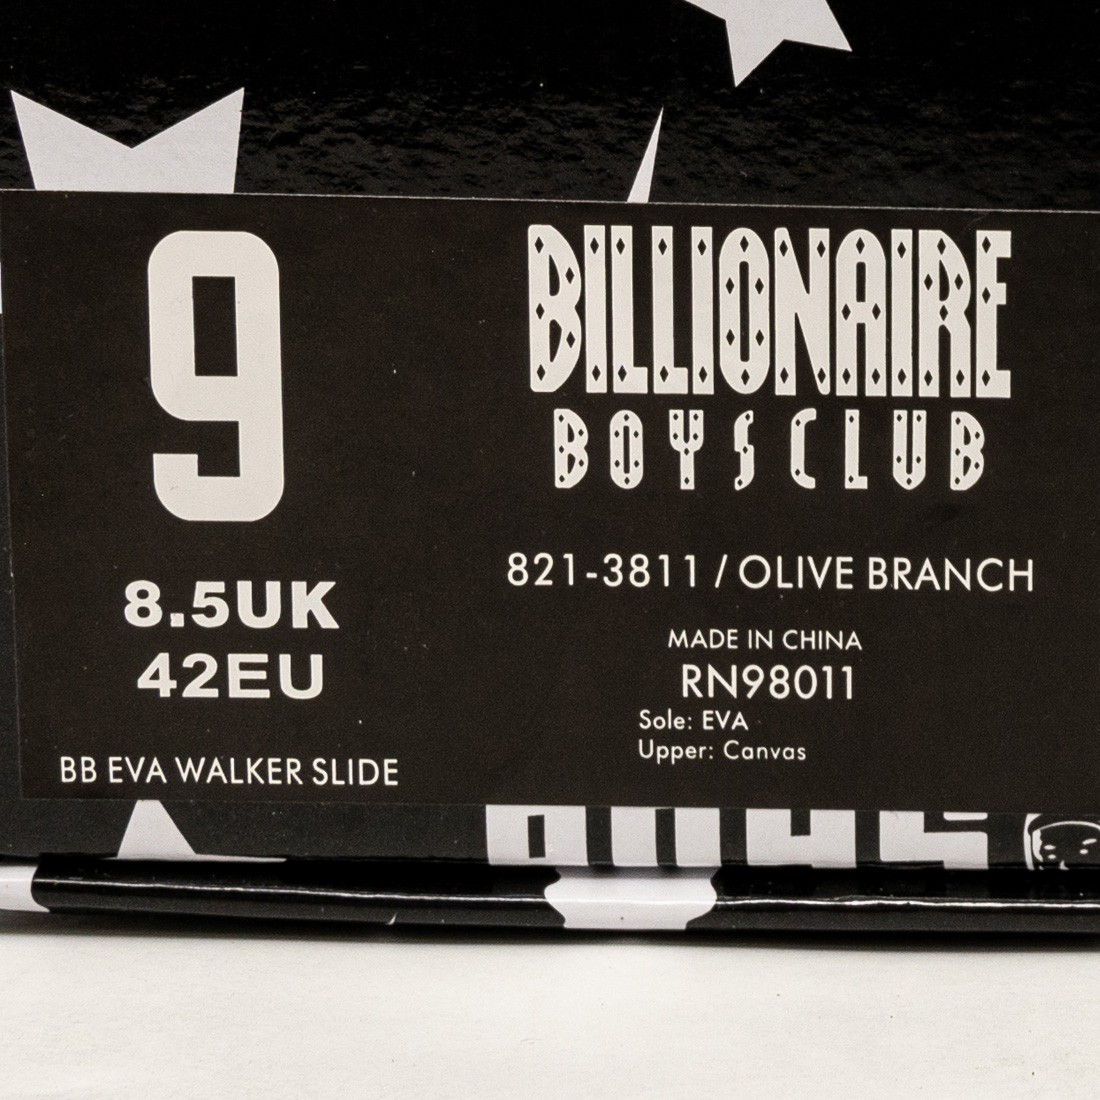 9
8.5UK
42EU
BB EVA WALKER SLIDE
BILLIONAIRE
BOYS CLUB
821-3811 / OLIVE BRANCH
MADE IN CHINA
RN98011
Sole: EVA
Upper: Canvas
BOYS